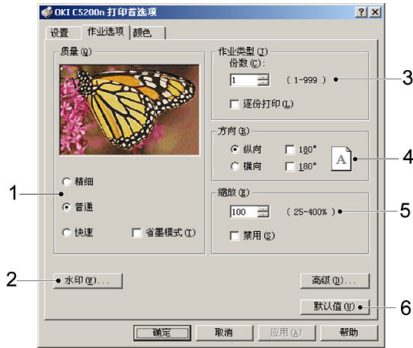 OKI C5200n 打印首选项
设置 作业选项 颜色
质量(Q)
精细
普通
快速
省墨模式(T)
水印(W)...
作业类型(J)
份数(C):
1 (1-999)
逐份打印(L)
方向(R)
纵向 180°
横向 180°
A
缩放(E)
100 (25-400%)
禁用(S)
高级(D)...
默认值(U)
确定 取消 应用(A) 帮助
1
2
3
4
5
6